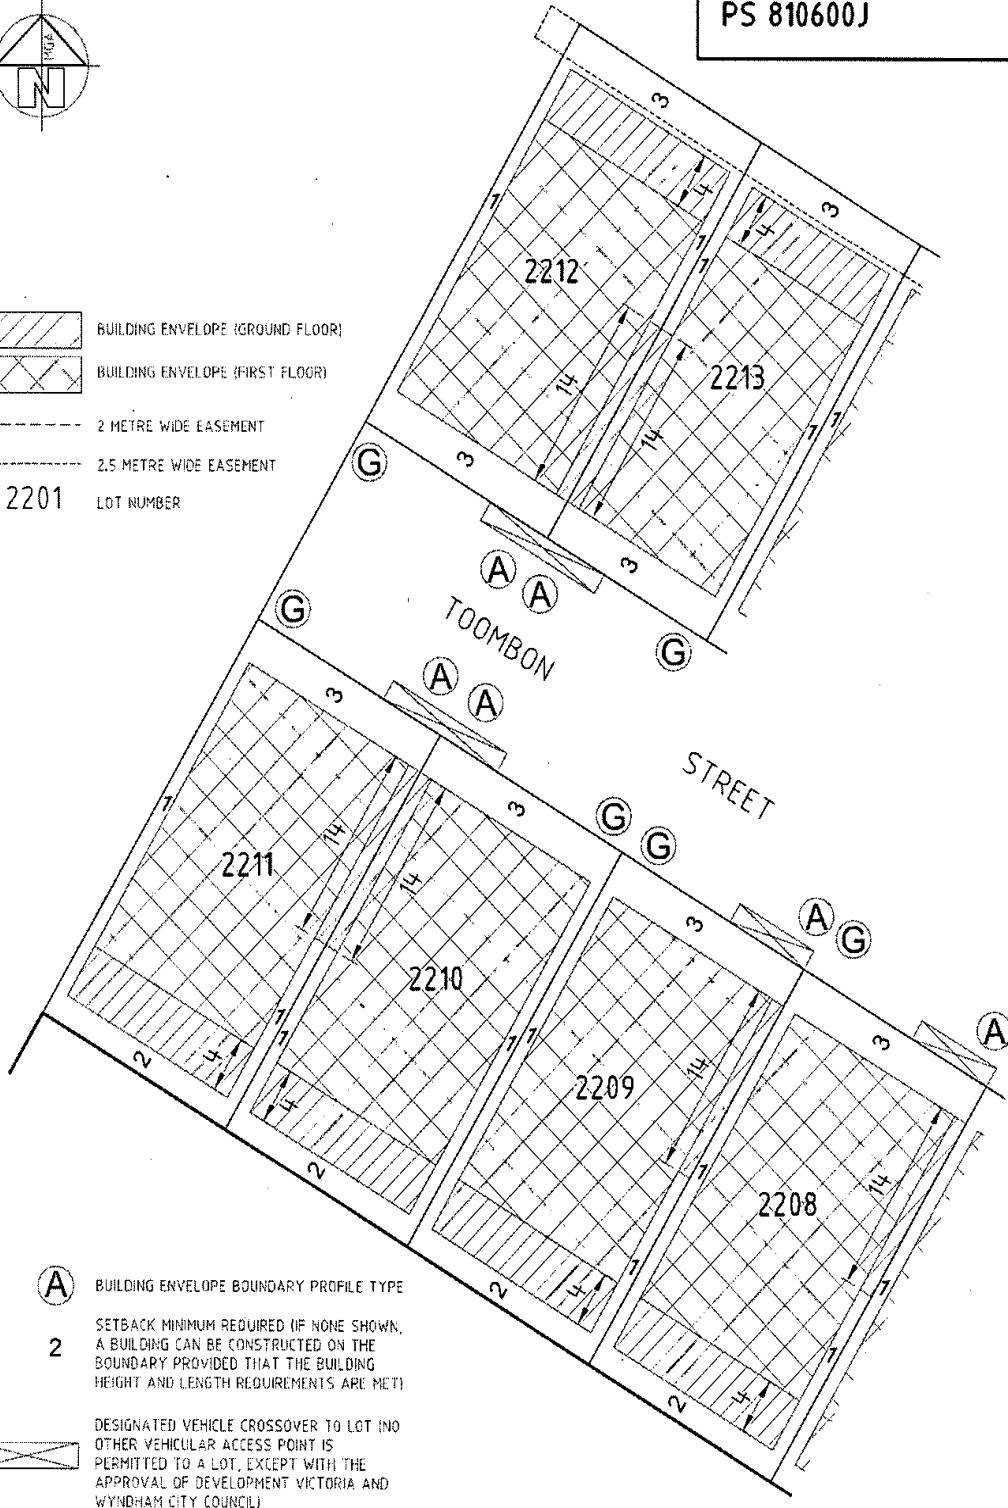 PS 810600J
MGA
N
3
3
4
4
1
1
1
2212
2213
14
14
1
1
BUILDING ENVELOPE (GROUND FLOOR)
BUILDING ENVELOPE (FIRST FLOOR)
2 METRE WIDE EASEMENT
2.5 METRE WIDE EASEMENT
2201 LOT NUMBER
G
3
3
A A
G
TOOMBON
STREET
G
A A
3
3
G G
1
14
14
2211
2210
3
A G
3
A
1
1
1
1
4
4
2
2
2209
14
2208
14
1
1
1
1
4
4
2
2
A BUILDING ENVELOPE BOUNDARY PROFILE TYPE
2 SETBACK MINIMUM REQUIRED (IF NONE SHOWN,
A BUILDING CAN BE CONSTRUCTED ON THE
BOUNDARY PROVIDED THAT THE BUILDING
HEIGHT AND LENGTH REQUIREMENTS ARE MET)
DESIGNATED VEHICLE CROSSOVER TO LOT (NO
OTHER VEHICULAR ACCESS POINT IS
PERMITTED TO A LOT, EXCEPT WITH THE
APPROVAL OF DEVELOPMENT VICTORIA AND
WYNDHAM CITY COUNCIL)